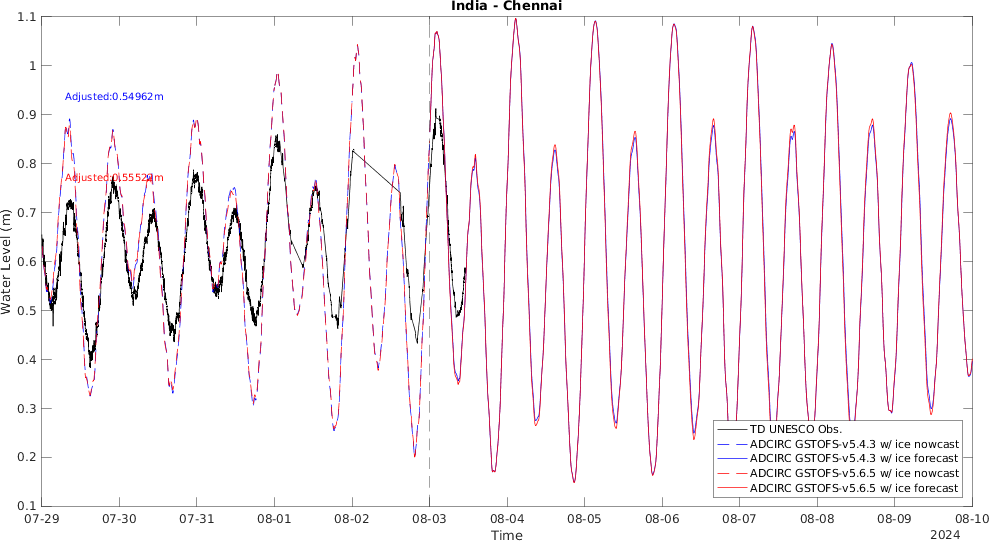 India - Chennai
1.1
1
0.9
0.8
0.7
0.6
0.5
0.4
0.3
0.2
0.1
Water Level (m)
Adjusted:0.54962m
07-29
07-30
07-31
08-01
08-02
08-03
08-04
08-05
08-06
08-07
08-08
08-09
08-10
Time
2024
TD UNESCO Obs.
ADCIRC GSTOFS-v5.4.3 w/ ice nowcast
ADCIRC GSTOFS-v5.4.3 w/ ice forecast
ADCIRC GSTOFS-v5.6.5 w/ ice nowcast
ADCIRC GSTOFS-v5.6.5 w/ ice forecast